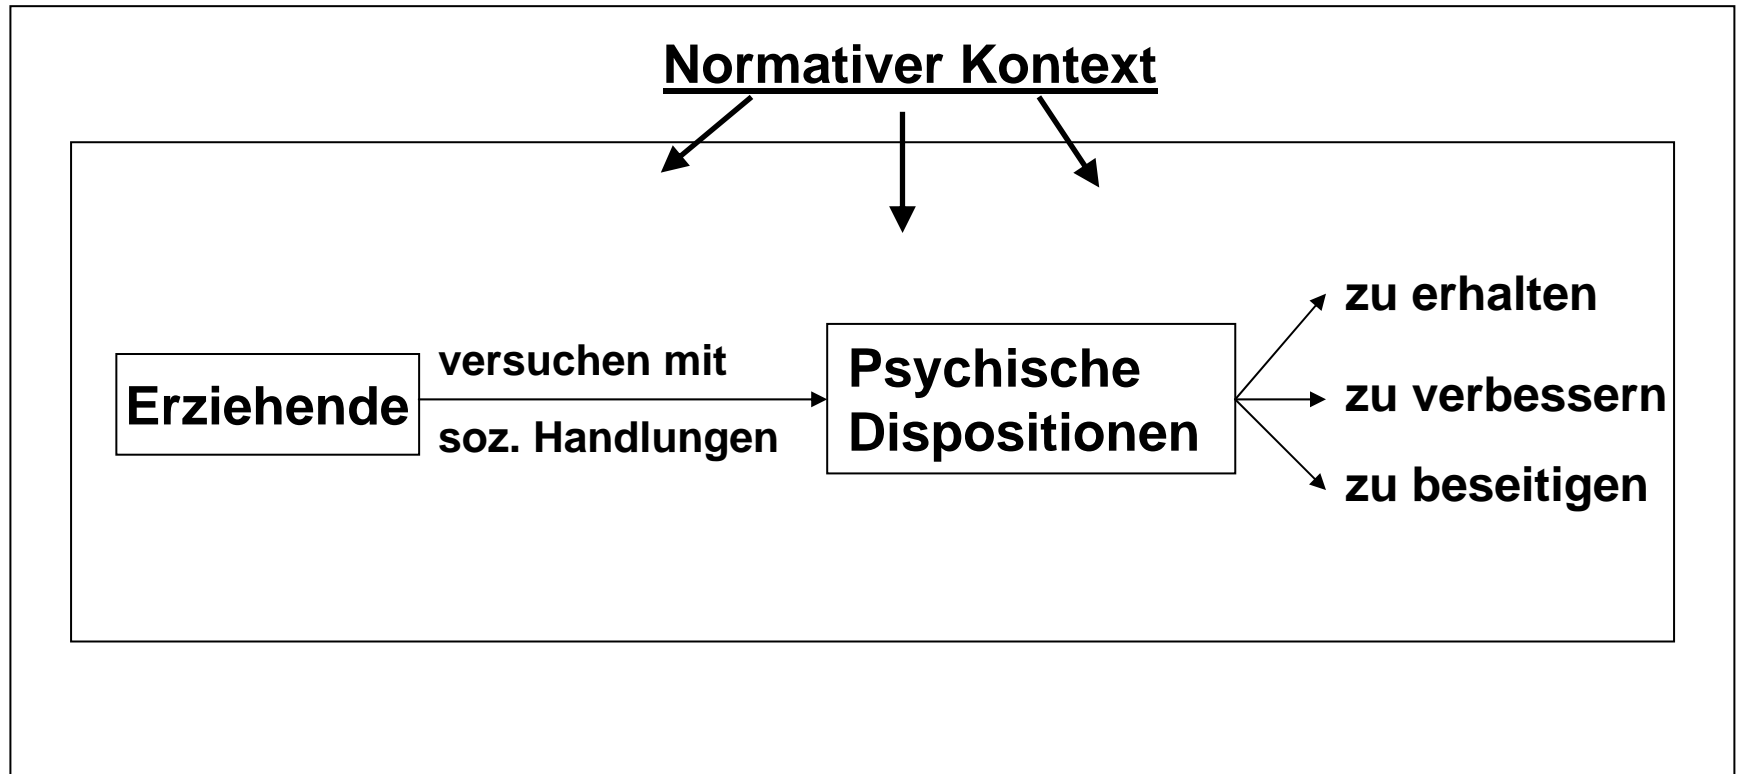 Normativer Kontext
Erziehende
versuchen mit
soz. Handlungen
Psychische
Dispositionen
zu erhalten
zu verbessern
zu beseitigen